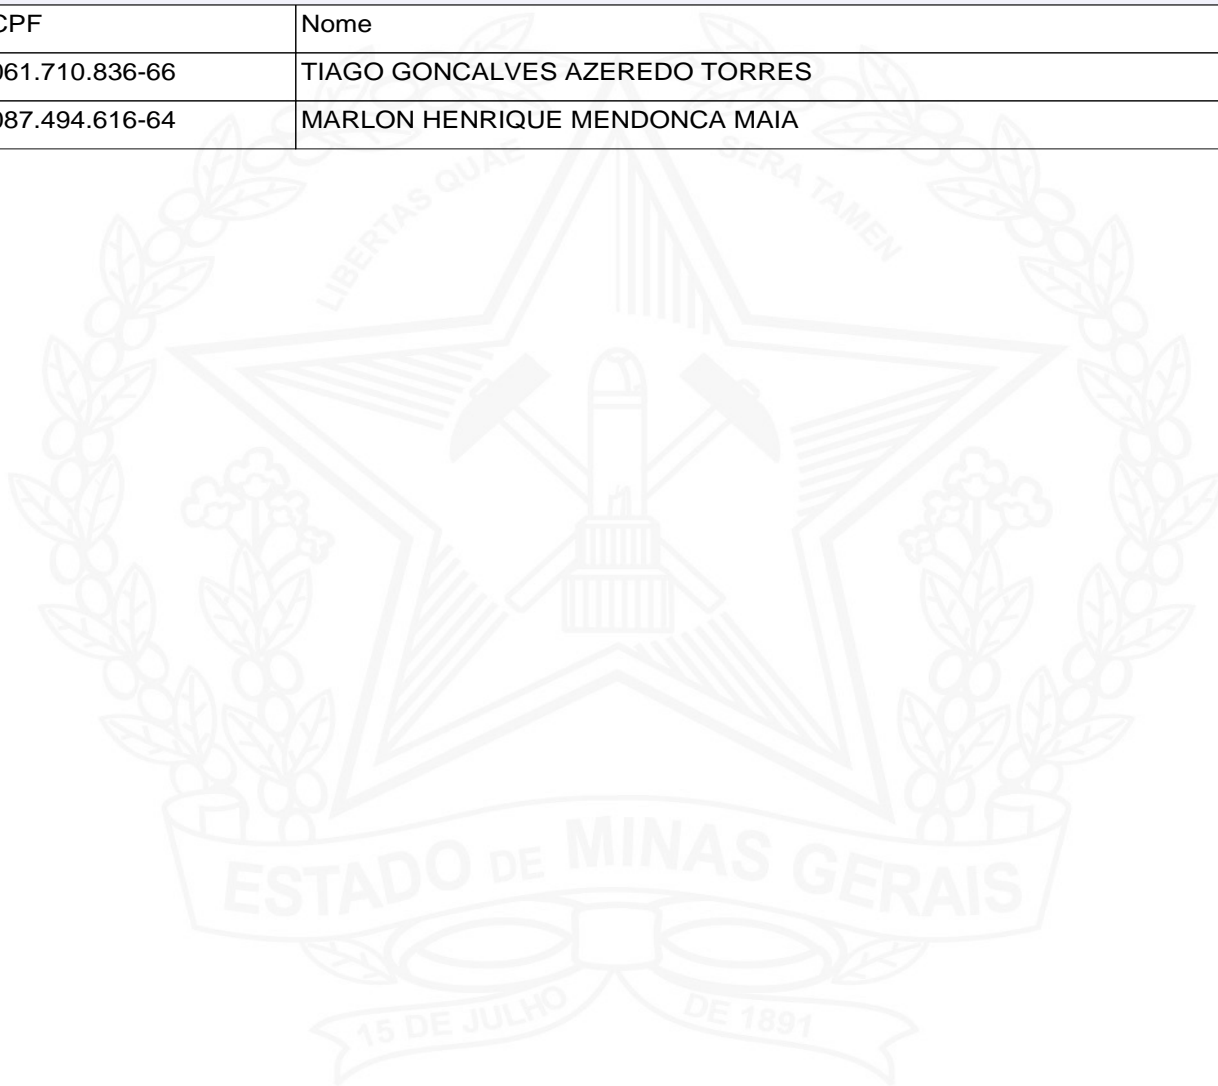 CPF Nome
061.710.836-66 TIAGO GONCALVES AZEREDO TORRES
087.494.616-64 MARLON HENRIQUE MENDONCA MAIA
LIBERTAS QUAE SERA TAMEN
ESTADO DE MINAS GERAIS
15 DE JULHO DE 1891